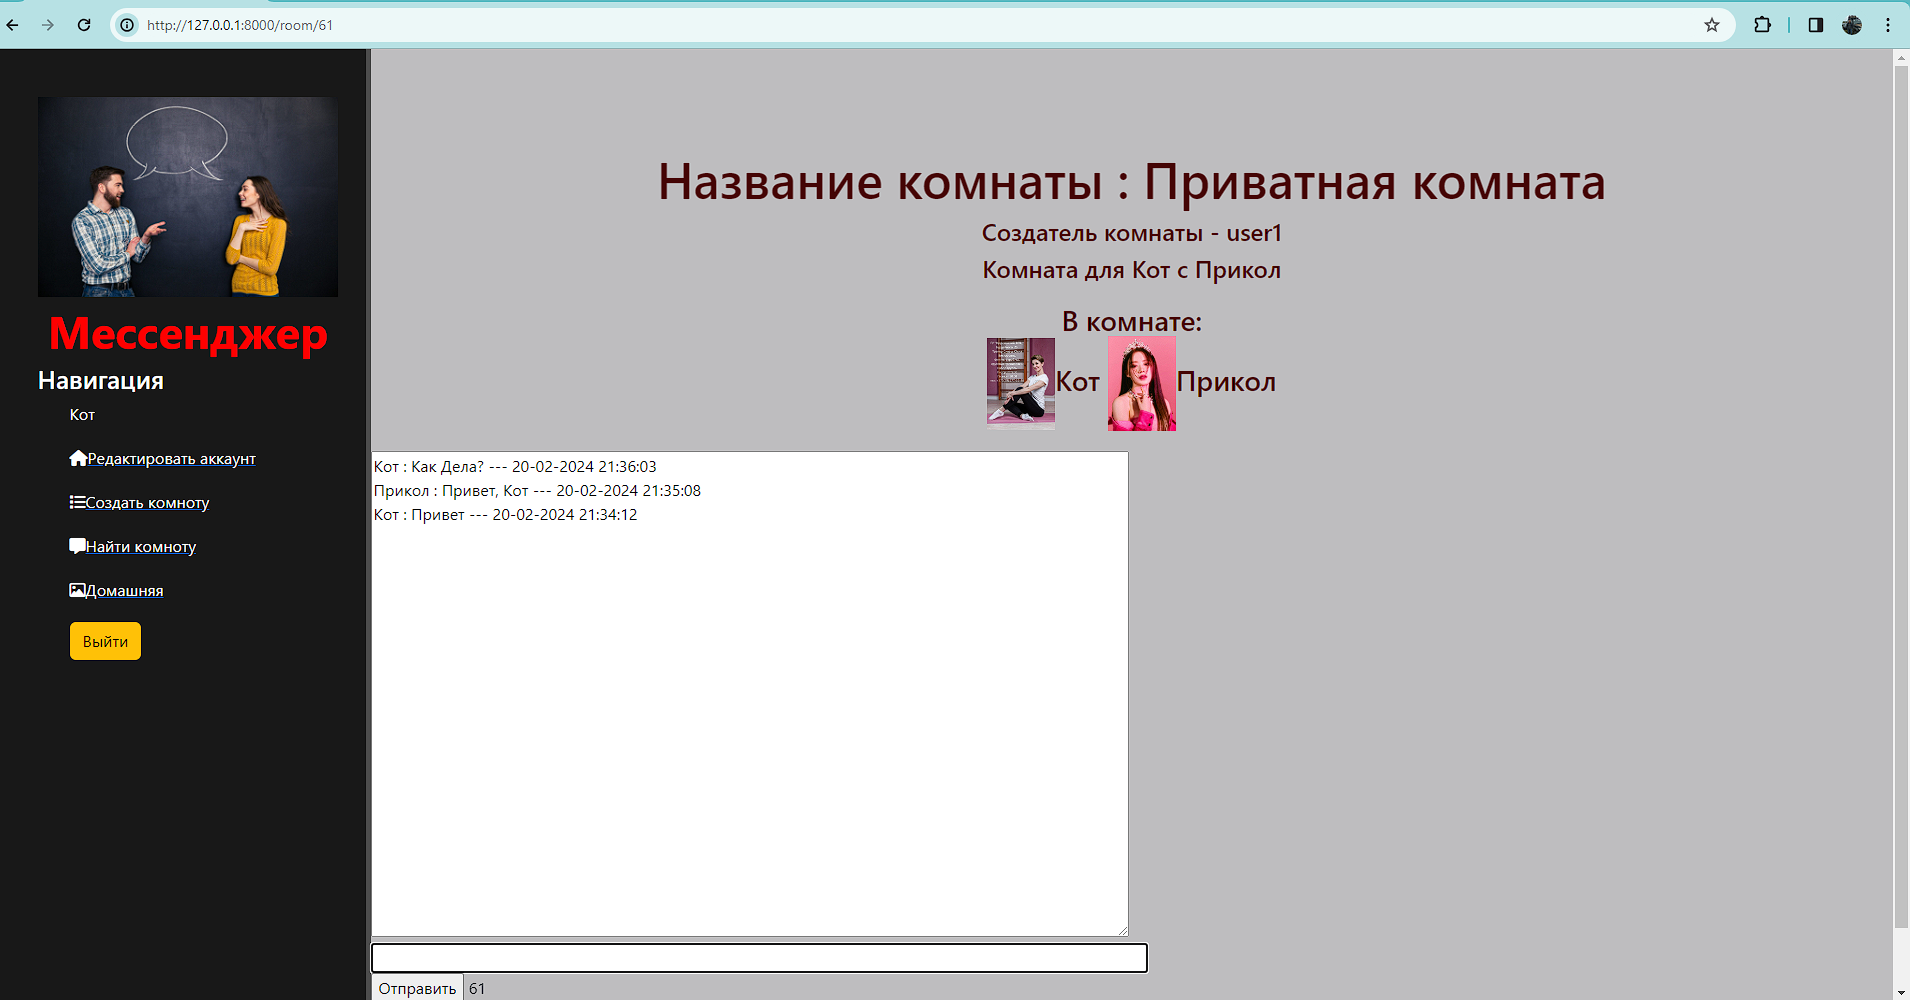 http://127.0.0.1:8000/room/61
Мессенджер
Навигация
Кот
Редактировать аккаунт
Создать комноту
Найти комноту
Домашняя
Выйти
Название комнаты : Приватная комната
Создатель комнаты - user1
Комната для Кот с Прикол
В комнате:
Кот Прикол
Кот : Как Дела? --- 20-02-2024 21:36:03
Прикол : Привет, Кот --- 20-02-2024 21:35:08
Кот : Привет --- 20-02-2024 21:34:12
Отправить 61